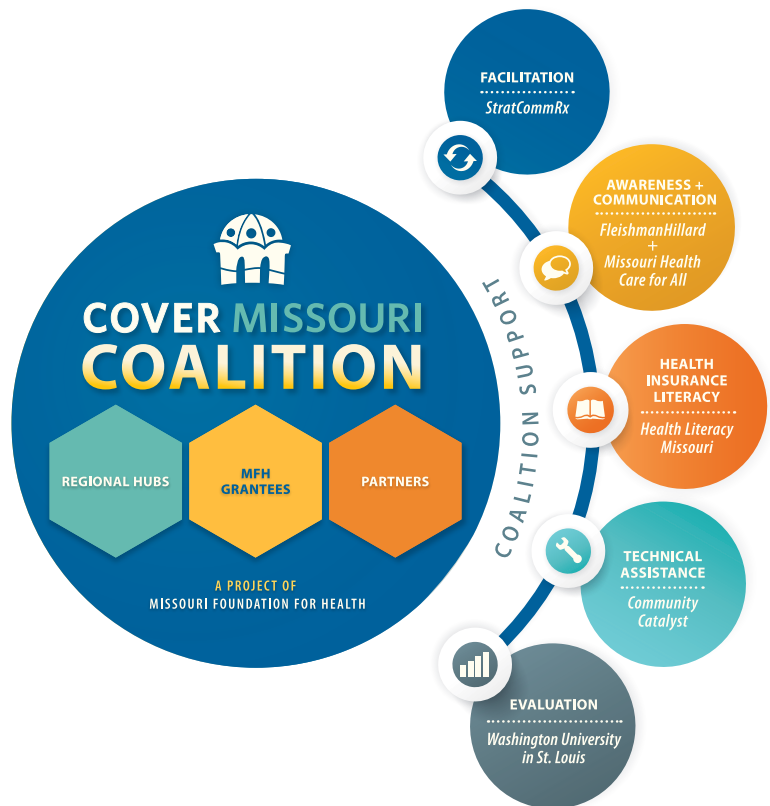 COVER MISSOURI
COALITION
REGIONAL HUBS
MFH
GRANTEES
PARTNERS
A PROJECT OF
MISSOURI FOUNDATION FOR HEALTH
COALITION SUPPORT
FACILITATION
StratCommRx
AWARENESS +
COMMUNICATION
FleishmanHillard
+
Missouri Health
Care for All
HEALTH
INSURANCE
LITERACY
Health Literacy
Missouri
TECHNICAL
ASSISTANCE
Community
Catalyst
EVALUATION
Washington University
in St. Louis